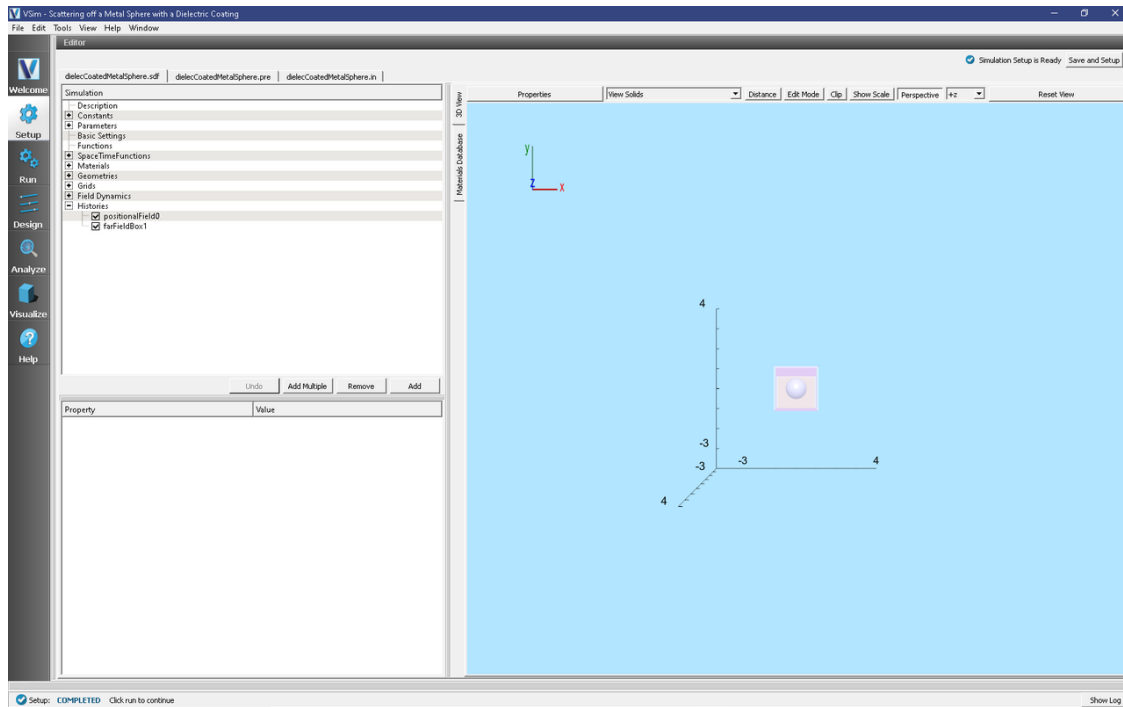 VSim - Scattering off a Metal Sphere with a Dielectric Coating
File Edit Tools View Help Window
Editor
Simulation Setup is Ready Save and Setup
dielecCoatedMetalSphere.sdf dielecCoatedMetalSphere.pre dielecCoatedMetalSphere.in
Welcome
Setup
Run
Design
Analyze
Visualize
Help
Simulation
Description
Constants
Parameters
Basic Settings
Functions
SpaceTimeFunctions
Materials
Geometries
Grids
Field Dynamics
Histories
positionalField0
farFieldBox1
Undo Add Multiple Remove Add
Property Value
3D View
Materials Database
Properties View Solids Distance Edit Mode Clip Show Scale Perspective +z Reset View
y
z x
4
-3
-3 -3 4
4
Setup: COMPLETED Click run to continue
Show Log